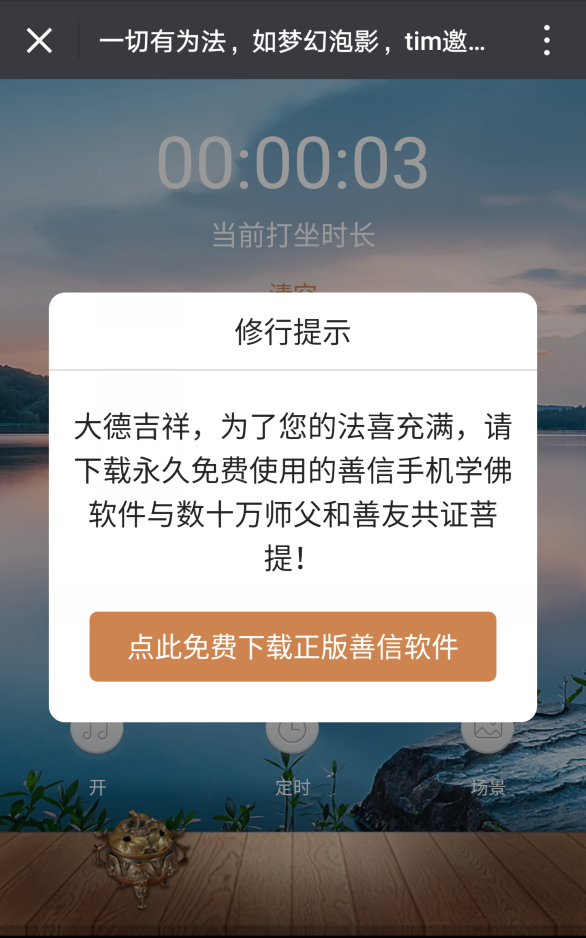 一切有为法，如梦幻泡影，tim邀...
00:00:03
当前打坐时长
清空
修行提示
大德吉祥，为了您的法喜充满，请
下载永久免费使用的善信手机学佛
软件与数十万师父和善友共证菩
提！
点此免费下载正版善信软件
开
定时
场景